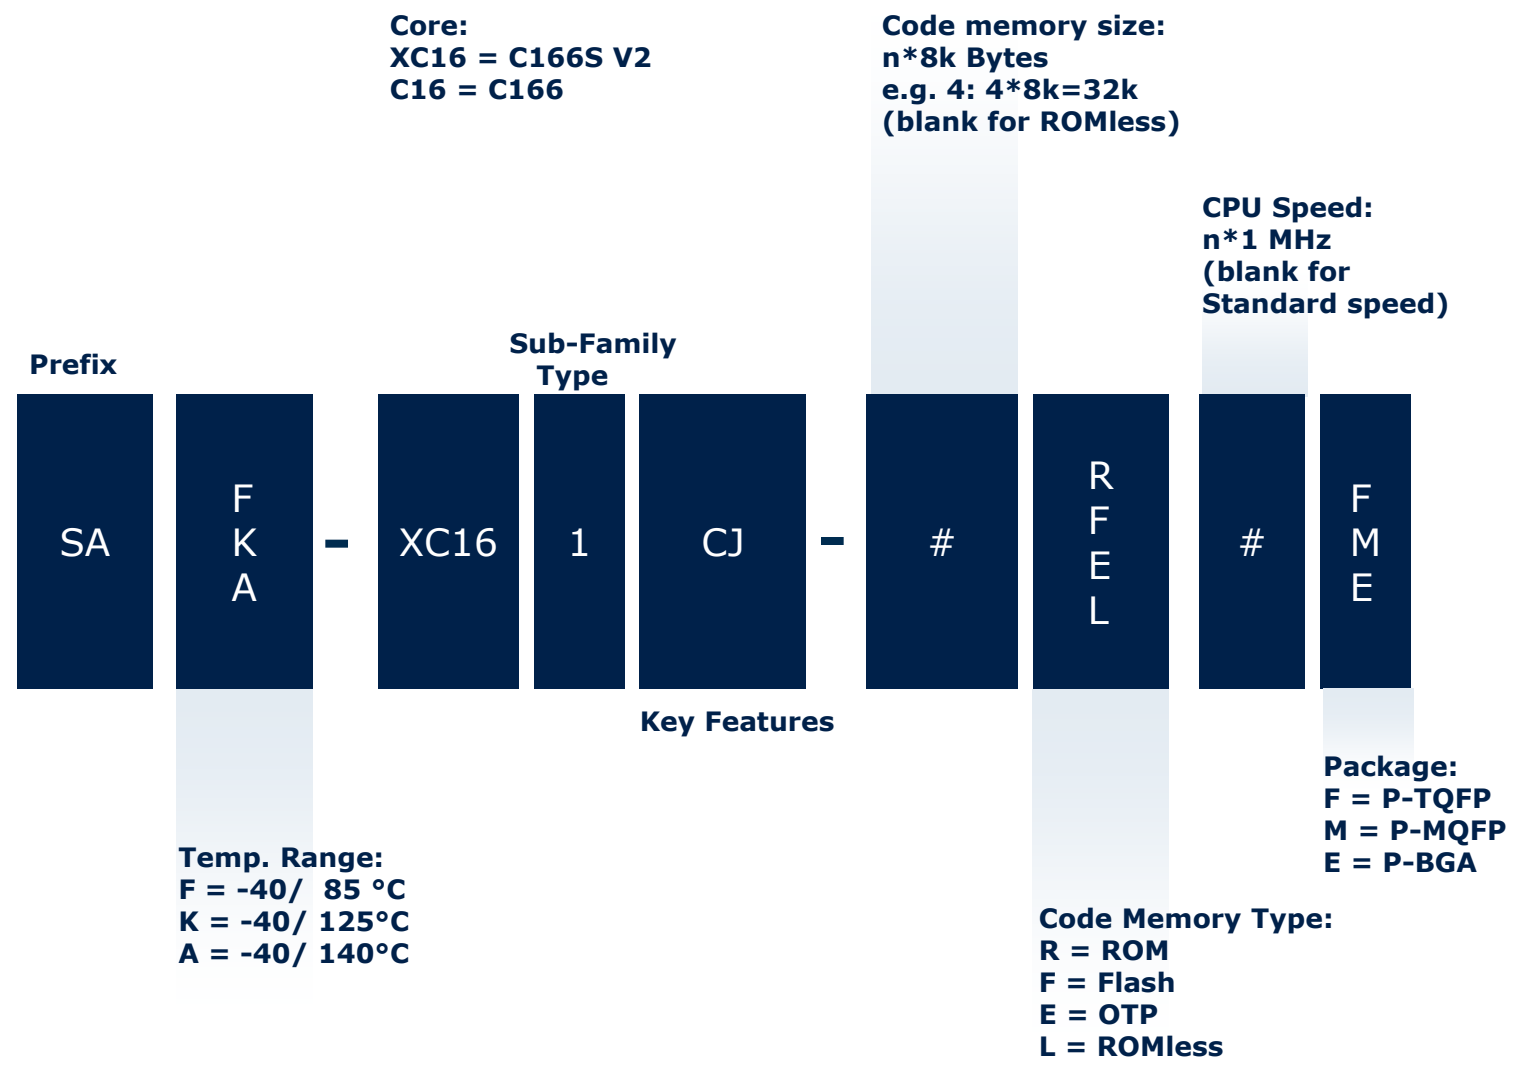 Core:
XC16 = C166S V2
C16 = C166
Code memory size:
n*8k Bytes
e.g. 4: 4*8k=32k
(blank for ROMless)
CPU Speed:
n*1 MHz
(blank for
Standard speed)
Prefix
Sub-Family
Type
SA
F
K
A
-
XC16
1
CJ
-
#
R
F
E
L
#
F
M
E
Key Features
Temp. Range:
F = -40/  85 °C
K = -40/ 125°C
A = -40/ 140°C
Code Memory Type:
R = ROM
F = Flash
E = OTP
L = ROMless
Package:
F = P-TQFP
M = P-MQFP
E = P-BGA